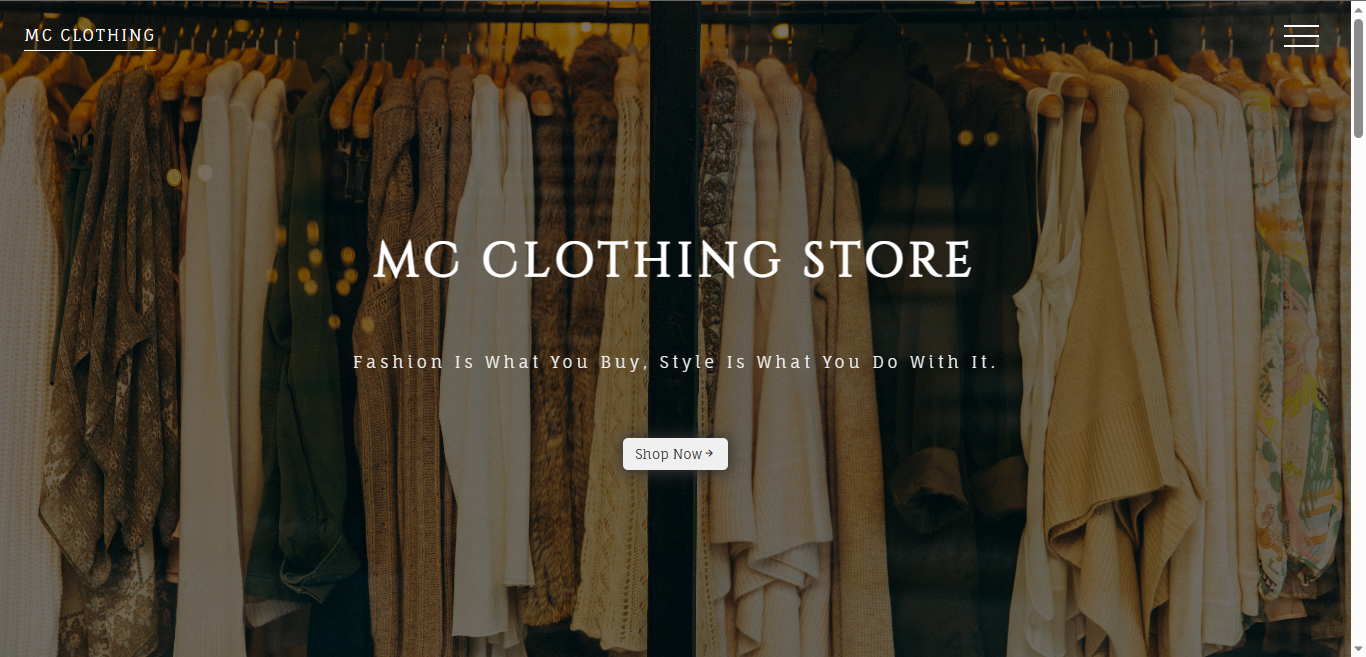 MC CLOTHING
MC CLOTHING STORE
Fashion Is What You Buy, Style Is What You Do With It.
Shop Now →